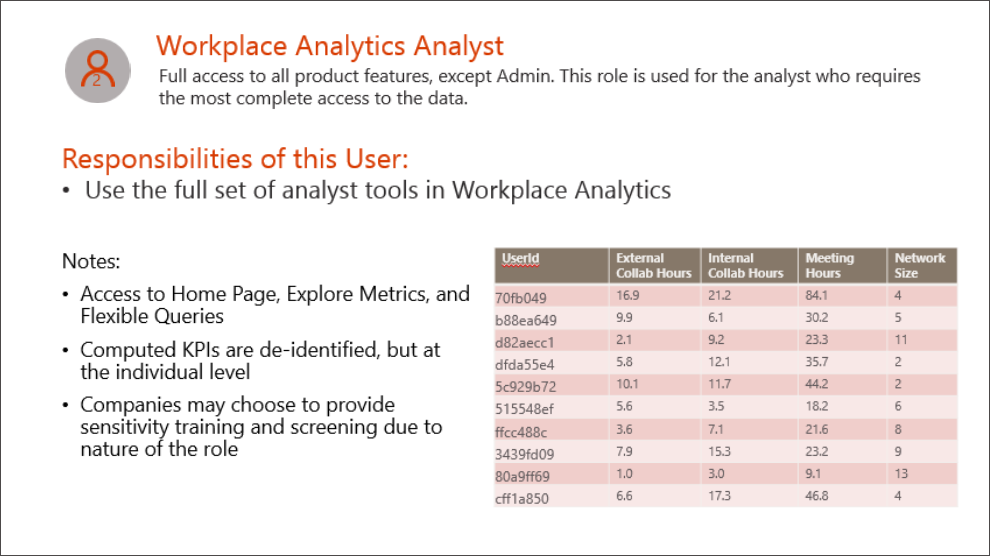 2
Workplace Analytics Analyst
Full access to all product features, except Admin. This role is used for the analyst who requires
the most complete access to the data.
Responsibilities of this User:
• Use the full set of analyst tools in Workplace Analytics
Notes:
• Access to Home Page, Explore Metrics, and
Flexible Queries
• Computed KPIs are de-identified, but at
the individual level
• Companies may choose to provide
sensitivity training and screening due to
nature of the role
UserId External Collab Hours Internal Collab Hours Meeting Hours Network Size
70fb049 16.9 21.2 84.1 4
b88ea649 9.9 6.1 30.2 5
d82aecc1 2.1 9.2 23.3 11
dfda55e4 5.8 12.1 35.7 2
5c929b72 10.1 11.7 44.2 2
515548ef 5.6 3.5 18.2 6
ffcc488c 3.6 7.1 21.6 8
3439fd09 7.9 15.3 23.2 9
80a9ff69 1.0 3.0 9.1 13
cff1a850 6.6 17.3 46.8 4